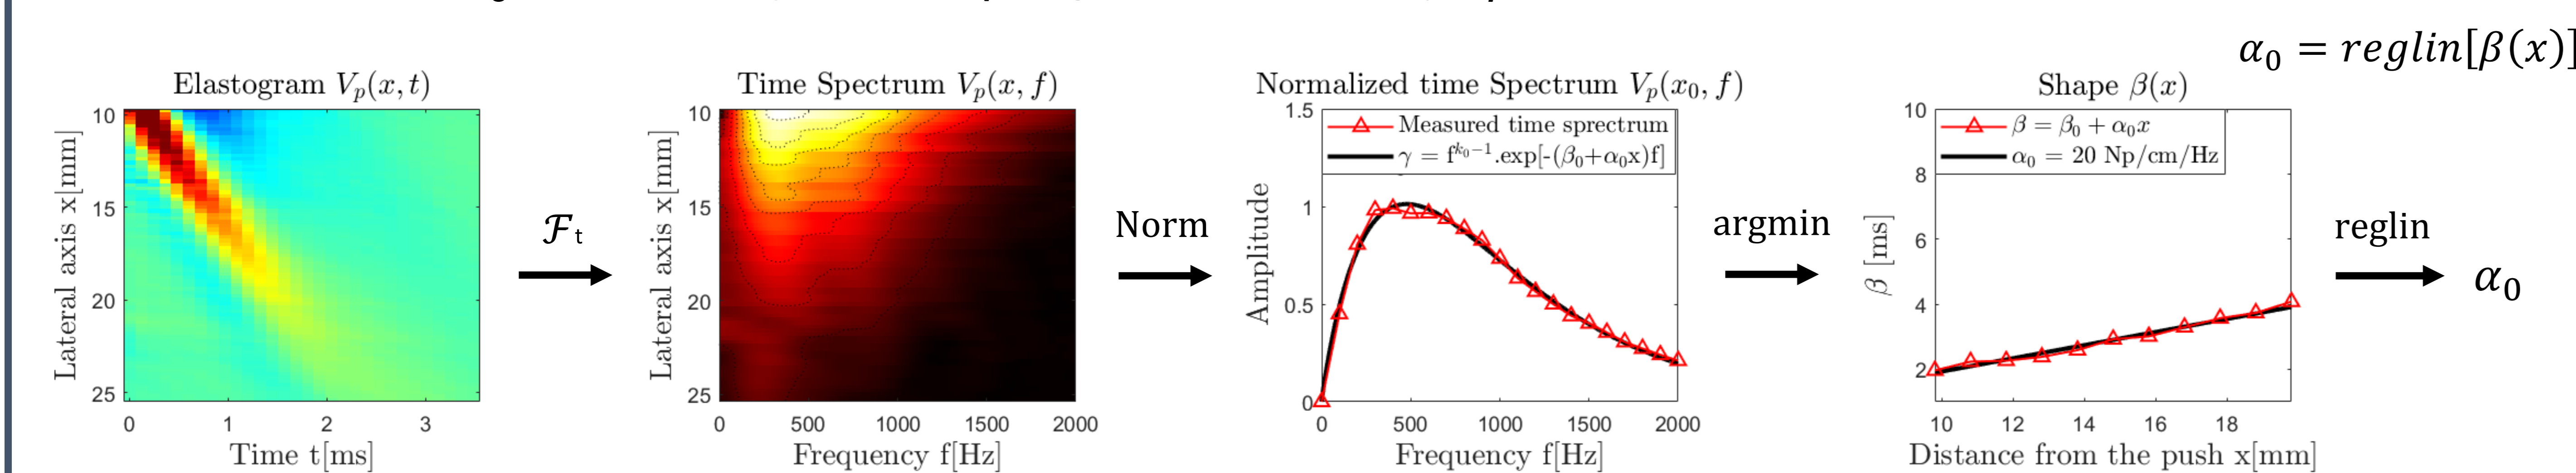 α₀ = reglin[β(x)]
Elastogram Vₚ(x, t)
Lateral axis x[mm]
10
15
20
25
0 1 2 3
Time t[ms]
ℱt
Time Spectrum Vₚ(x, f)
Lateral axis x[mm]
10
15
20
25
0 500 1000 1500 2000
Frequency f[Hz]
Norm
Normalized time Spectrum Vₚ(x₀, f)
Measured time sprectrum
γ = f^{k₀−1}.exp[-(β₀+α₀x)f]
Amplitude
1.5
1
0.5
0
0 500 1000 1500 2000
Frequency f[Hz]
argmin
Shape β(x)
β = β₀ + α₀x
α₀ = 20 Np/cm/Hz
β [ms]
10
8
6
4
2
10 12 14 16 18
Distance from the push x[mm]
reglin
α₀